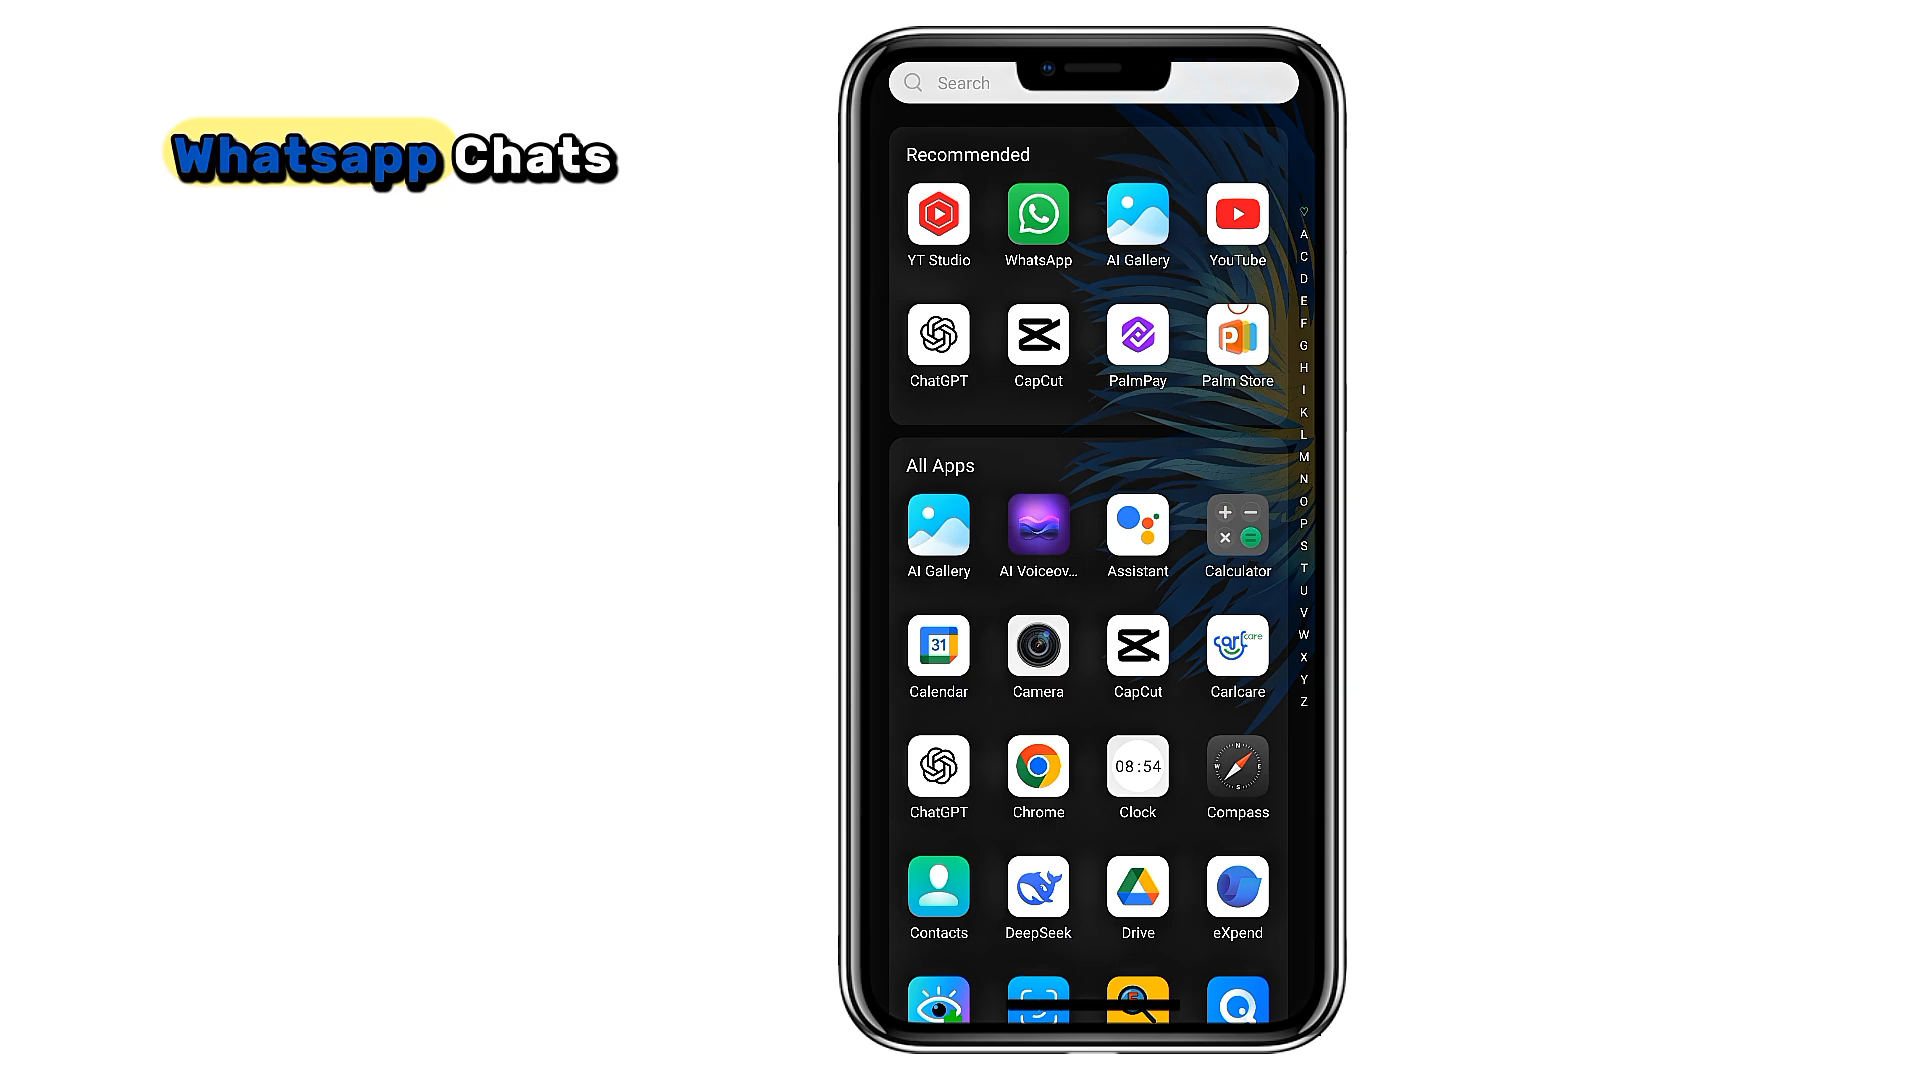 Whatsapp Chats
Search
Recommended
YT Studio WhatsApp AI Gallery YouTube
ChatGPT CapCut PalmPay Palm Store
All Apps
AI Gallery AI Voiceov... Assistant Calculator
31
Calendar Camera CapCut Carlcare
08:54
ChatGPT Chrome Clock Compass
Contacts DeepSeek Drive eXpend
♡
A
C
D
E
F
G
H
I
K
L
M
N
O
P
S
T
U
V
W
X
Y
Z